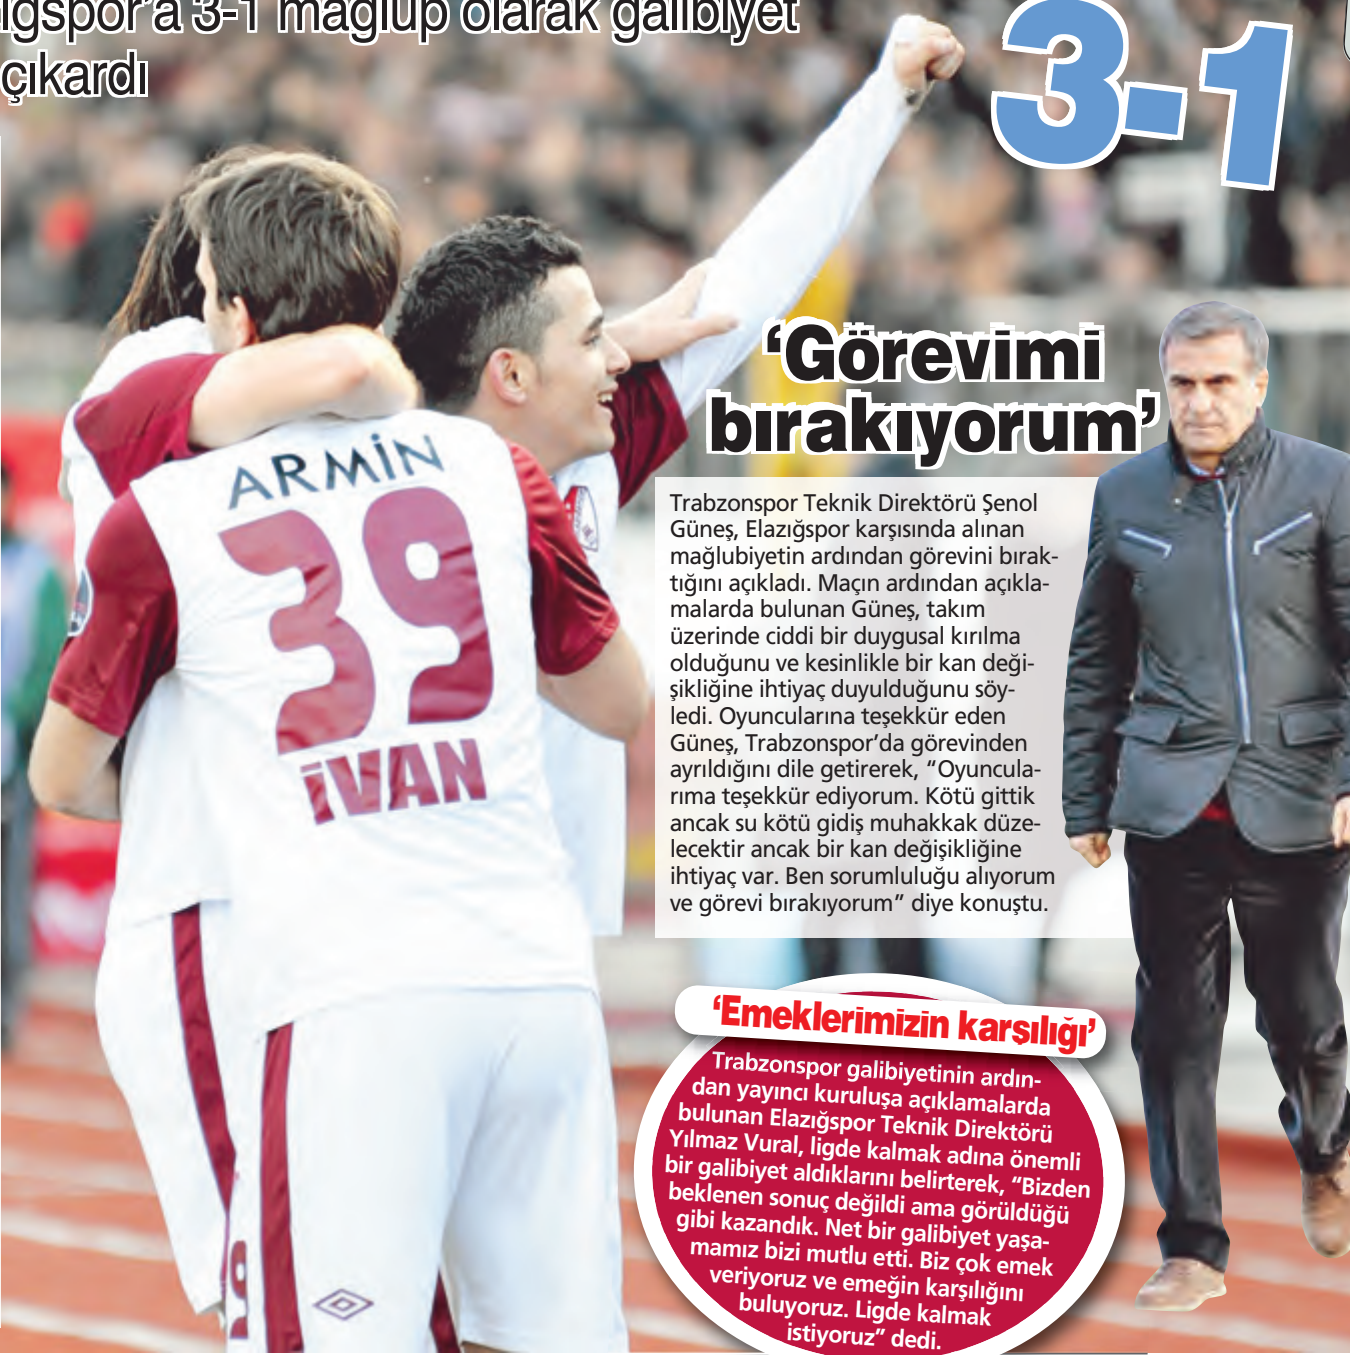 3-1 mağlup olarak galibiyet
çıkardı
3-1
‘Görevimi
bırakıyorum’
Trabzonspor Teknik Direktörü Şenol
Güneş, Elazığspor karşısında alınan
mağlubiyetin ardından görevini bırak-
tığını açıkladı. Maçın ardından açıkla-
malarda bulunan Güneş, takım
üzerinde ciddi bir duygusal kırılma
olduğunu ve kesinlikle bir kan deği-
şikliğine ihtiyaç duyulduğunu söy-
ledi. Oyuncularına teşekkür eden
Güneş, Trabzonspor’da görevinden
ayrıldığını dile getirerek, “Oyuncula-
rıma teşekkür ediyorum. Kötü gittik
ancak su kötü gidiş muhakkak düze-
lecektir ancak bir kan değişikliğine
ihtiyaç var. Ben sorumluluğu alıyorum
ve görevi bırakıyorum” diye konuştu.
ARMİN
39
İVAN
9
‘Emeklerimizin karşılığı’
Trabzonspor galibiyetinin ardın-
dan yayıncı kuruluşa açıklamalarda
bulunan Elazığspor Teknik Direktörü
Yılmaz Vural, ligde kalmak adına önemli
bir galibiyet aldıklarını belirterek, “Bizden
beklenen sonuç değildi ama görüldüğü
gibi kazandık. Net bir galibiyet yaşa-
mamız bizi mutlu etti. Biz çok emek
veriyoruz ve emeğin karşılığını
buluyoruz. Ligde kalmak
istiyoruz” dedi.